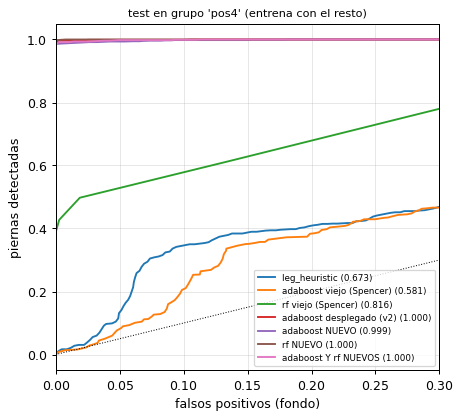 test en grupo 'pos4' (entrena con el resto)
piernas detectadas
1.0
0.8
0.6
0.4
0.2
0.0
leg_heuristic (0.673)
adaboost viejo (Spencer) (0.581)
rf viejo (Spencer) (0.816)
adaboost desplegado (v2) (1.000)
adaboost NUEVO (0.999)
rf NUEVO (1.000)
adaboost Y rf NUEVOS (1.000)
0.00 0.05 0.10 0.15 0.20 0.25 0.30
falsos positivos (fondo)